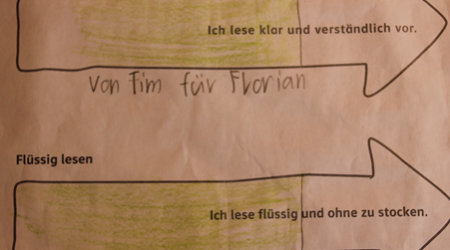 Ich lese klar und verständlich vor.
Von Tim für Florian
Flüssig lesen
Ich lese flüssig und ohne zu stocken.